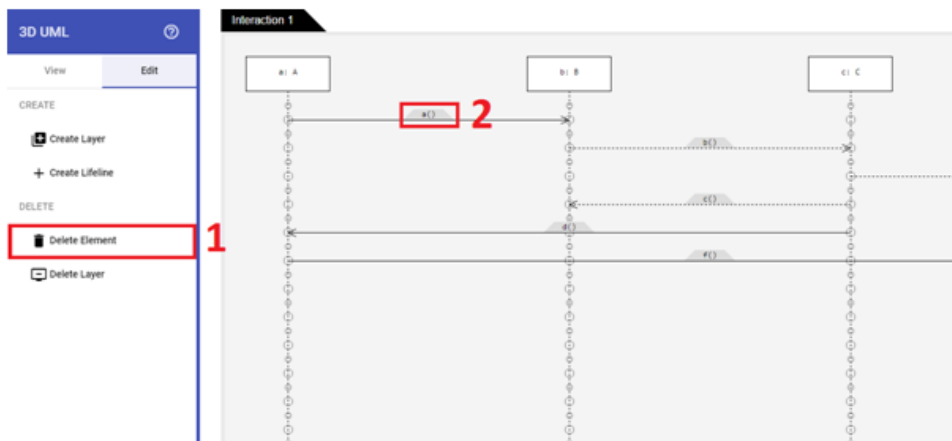 3D UML
View Edit
CREATE
Create Layer
Create Lifeline
DELETE
Delete Element
Delete Layer
1
Interaction 1
a: A b: B c: C
a() 2
b()
c()
d()
f()